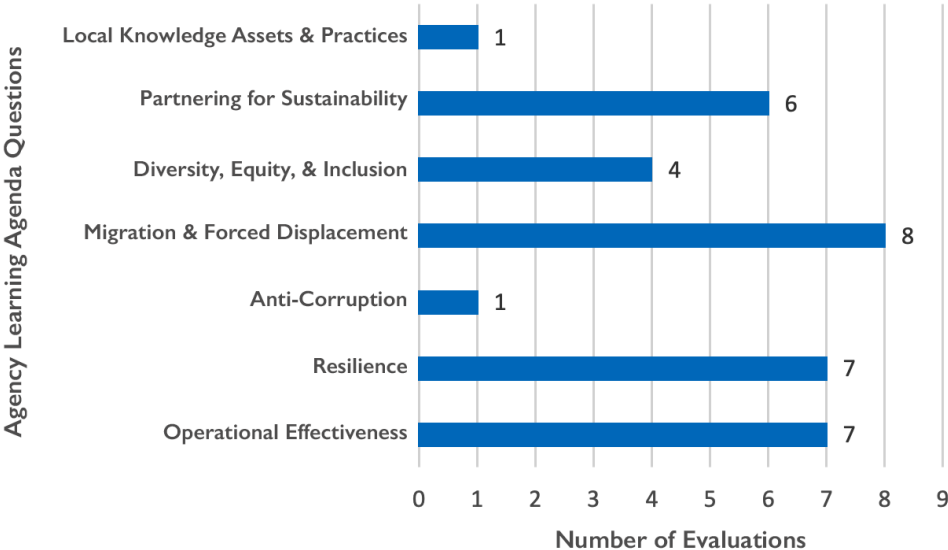 Agency Learning Agenda Questions
Local Knowledge Assets & Practices
1
Partnering for Sustainability
6
Diversity, Equity, & Inclusion
4
Migration & Forced Displacement
8
Anti-Corruption
1
Resilience
7
Operational Effectiveness
7
0 1 2 3 4 5 6 7 8 9
Number of Evaluations